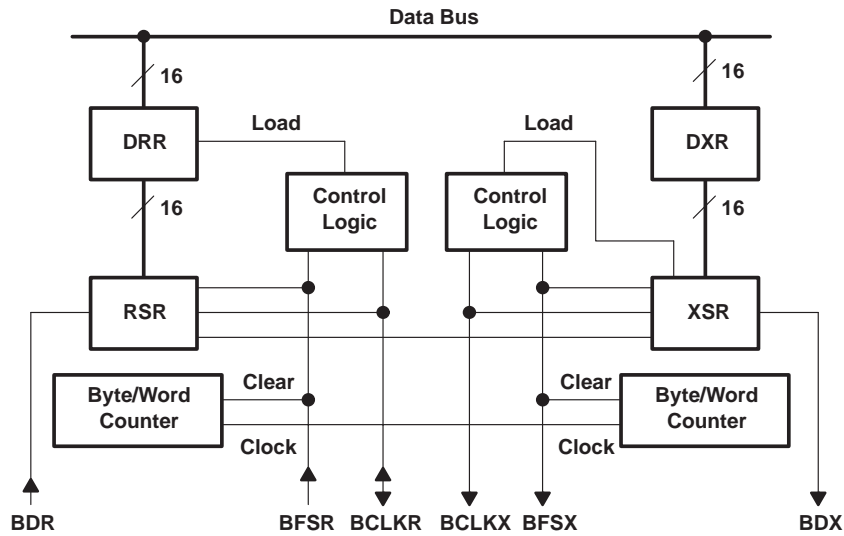 Data Bus
16
16
DRR
Load
Load
DXR
Control
Logic
Control
Logic
16
16
RSR
XSR
Byte/Word
Counter
Clear
Clear
Byte/Word
Counter
Clock
Clock
BDR
BFSR
BCLKR
BCLKX
BFSX
BDX